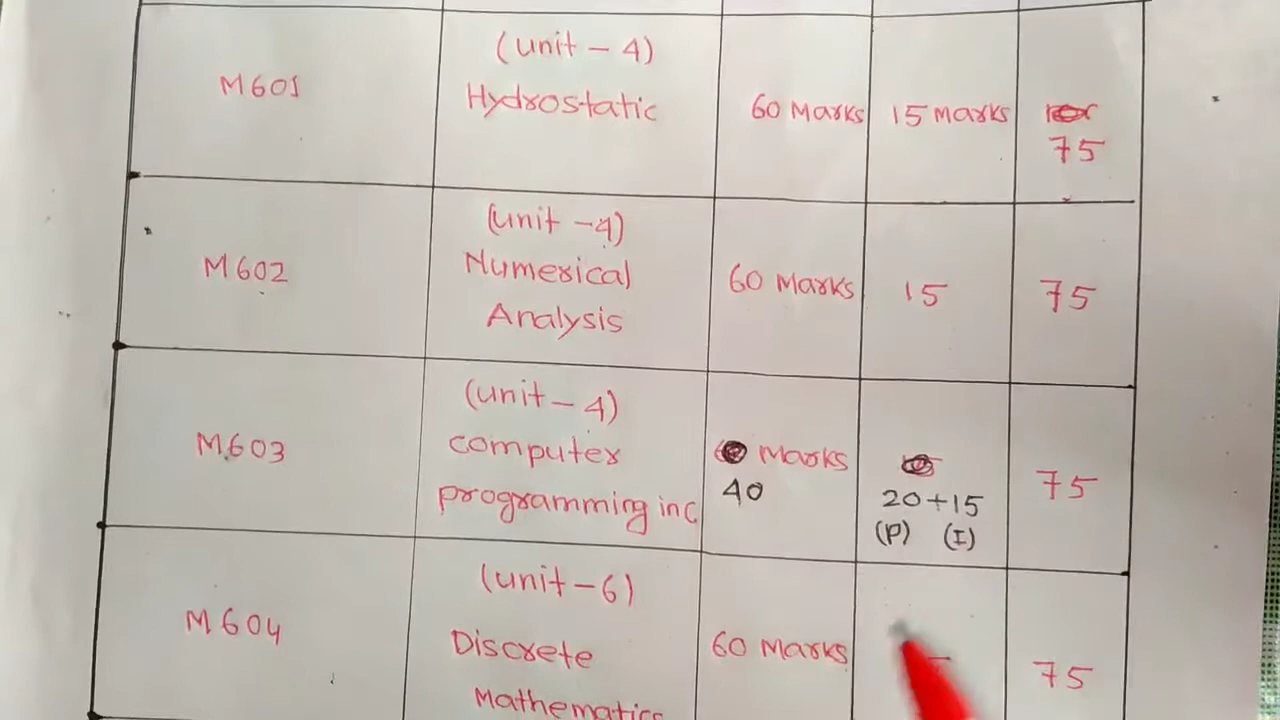 M601
(unit - 4)
Hydrostatic
60 Marks
15 marks
75
M602
(unit -4)
Numerical
Analysis
60 Marks
15
75
M603
(unit - 4)
computer
programming in c
Marks
40
20+15
(P) (I)
75
M604
(unit -6)
Discrete
Mathematics
60 Marks
75